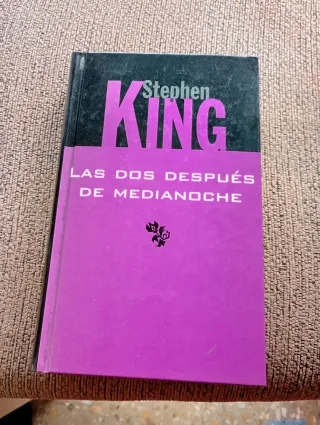 Stephen
KING
LAS DOS DESPUÉS
DE MEDIANOCHE